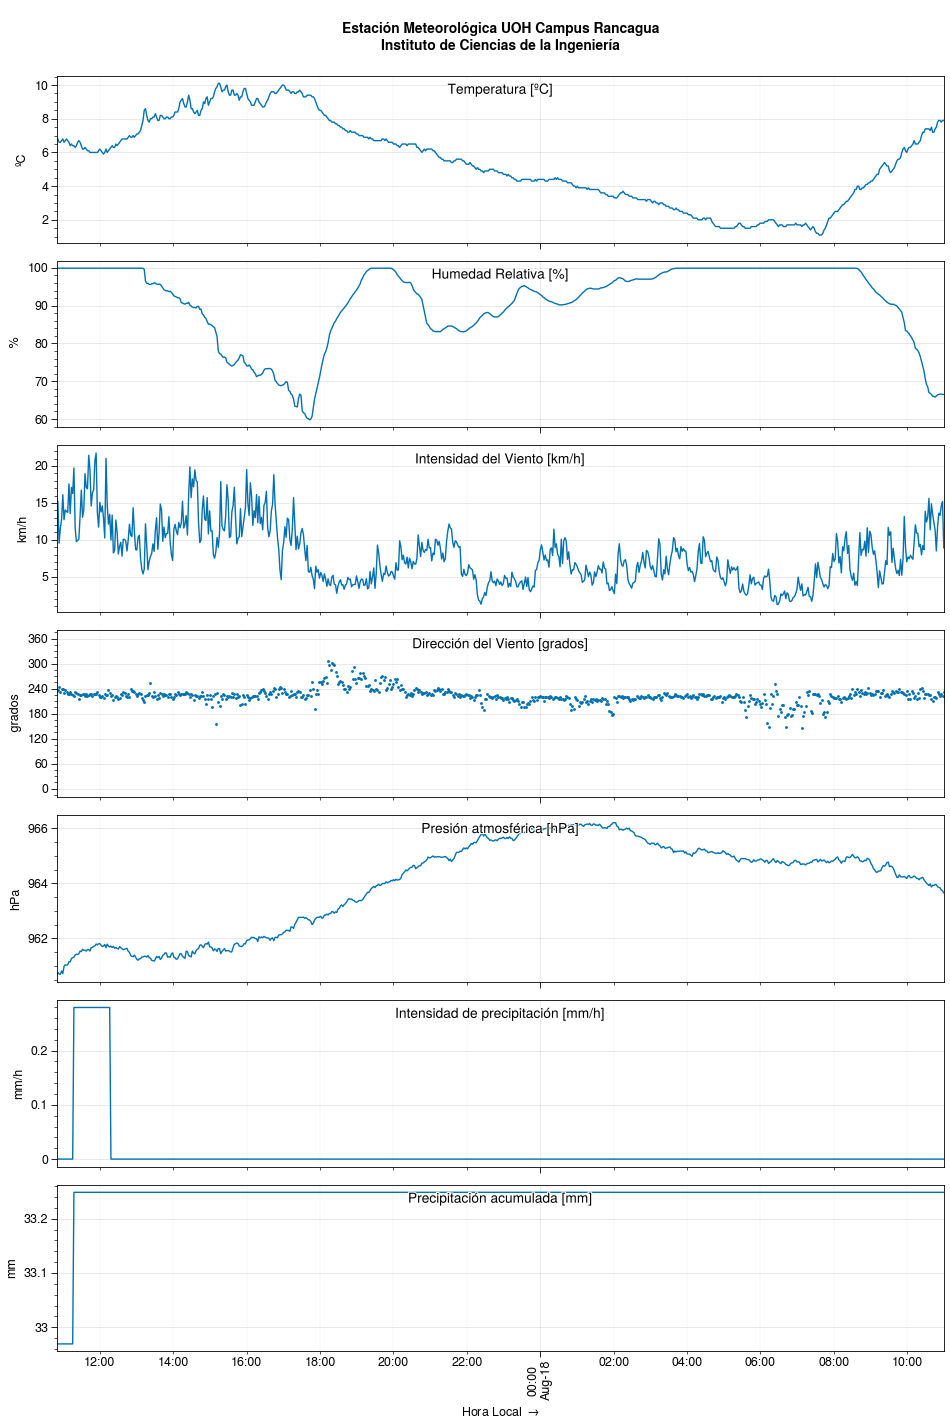 Estación Meteorológica UOH Campus Rancagua
Instituto de Ciencias de la Ingeniería
Temperatura [ºC]
10
8
6
4
2
ºC
Humedad Relativa [%]
100
90
80
70
60
%
Intensidad del Viento [km/h]
20
15
10
5
km/h
Dirección del Viento [grados]
360
300
240
180
120
60
0
grados
Presión atmosférica [hPa]
966
964
962
hPa
Intensidad de precipitación [mm/h]
0.2
0.1
0
mm/h
Precipitación acumulada [mm]
33.2
33.1
33
mm
12:00 14:00 16:00 18:00 20:00 22:00 00:00 02:00 04:00 06:00 08:00 10:00
Aug-18
Hora Local →